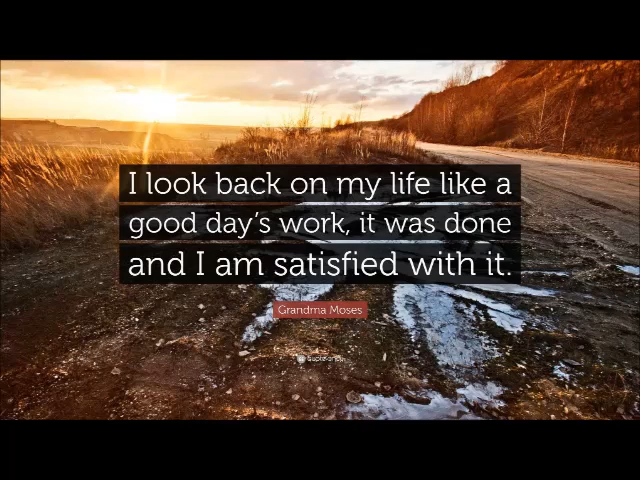 I look back on my life like a
good day's work, it was done
and I am satisfied with it.
Grandma Moses